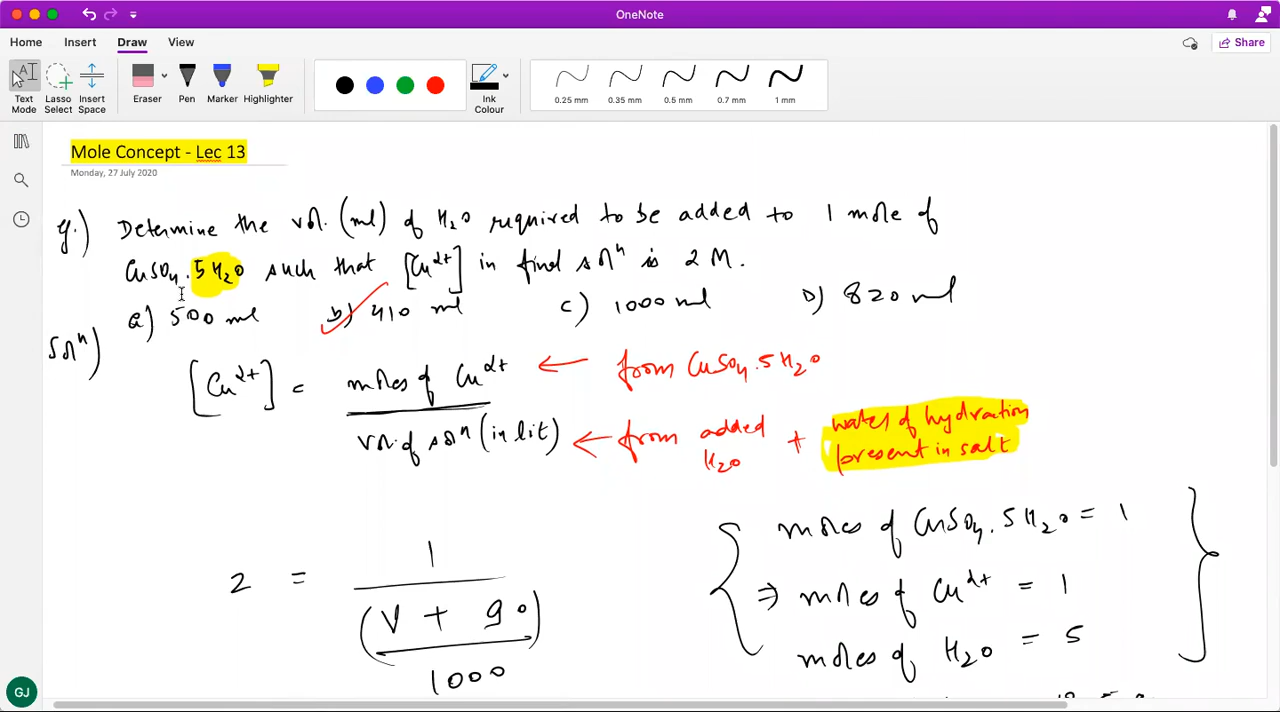 OneNote
Home Insert Draw View
Share
Text Mode
Lasso Select
Insert Space
Eraser
Pen
Marker
Highlighter
Ink Colour
0.25 mm
0.35 mm
0.5 mm
0.7 mm
1 mm
Mole Concept - Lec 13
Monday, 27 July 2020
eg.) Determine the vol. (ml) of H₂O required to be added to 1 mole of
CuSO₄.5H₂O such that [Cu²⁺] in final solⁿ is 2 M.
a) 500 ml b) 410 ml c) 1000 ml D) 820 ml
Solⁿ)
[Cu²⁺] = moles of Cu²⁺ ← from CuSO₄.5H₂O
vol. of solⁿ (in lit) ← from added H₂O + water of hydration present in salt
2 = 1
(V + 90)
1000
moles of CuSO₄.5H₂O = 1
⇒ moles of Cu²⁺ = 1
moles of H₂O = 5
GJ